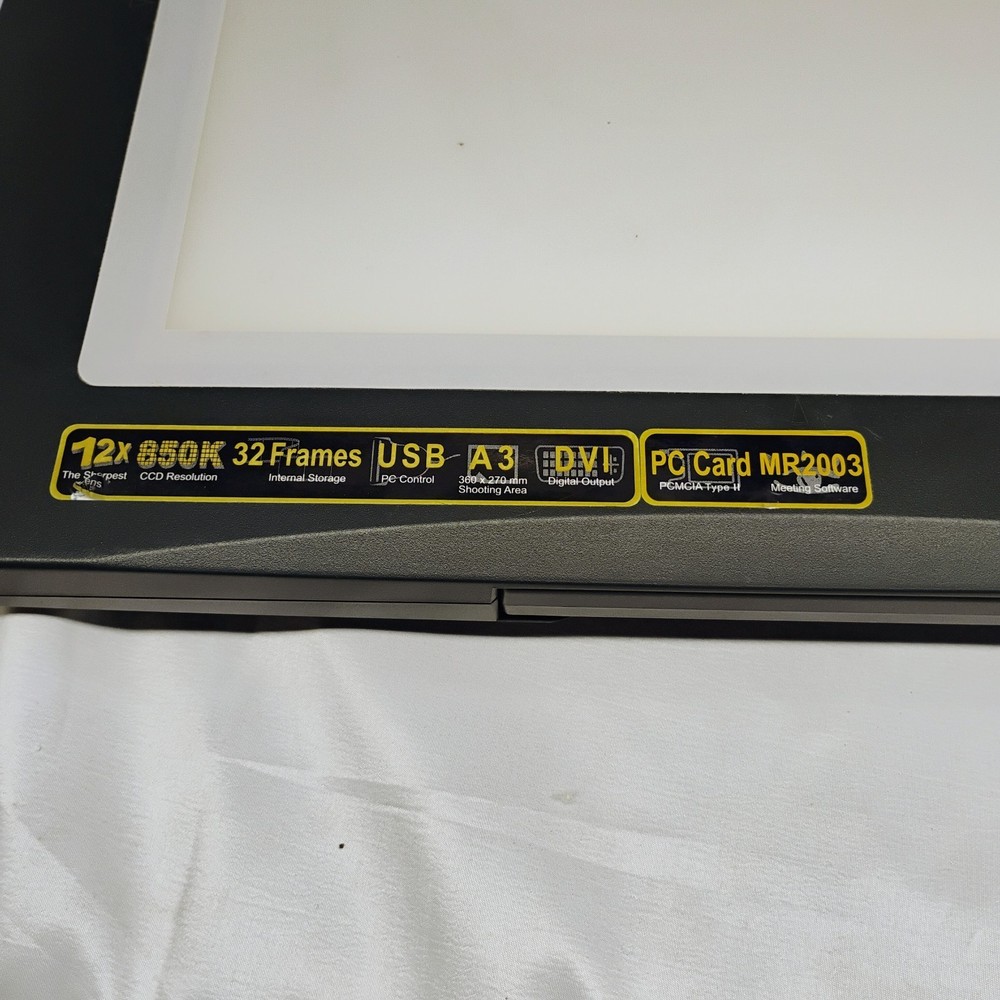 12x 850K 32 Frames USB A3 DVI PC Card MR2003
The Sharpest Lens CCD Resolution Internal Storage PC Control 360 x 270 mm Shooting Area Digital Output PCMCIA Type II Meeting Software